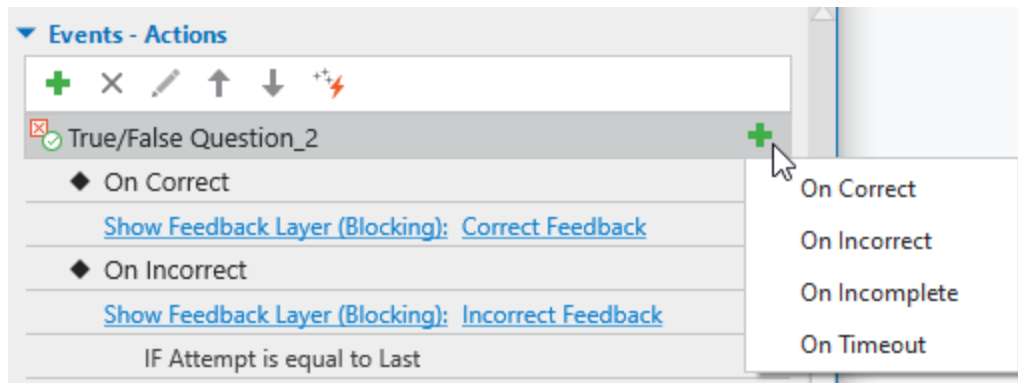 Events - Actions
True/False Question_2
On Correct
Show Feedback Layer (Blocking): Correct Feedback
On Incorrect
Show Feedback Layer (Blocking): Incorrect Feedback
IF Attempt is equal to Last
On Correct
On Incorrect
On Incomplete
On Timeout